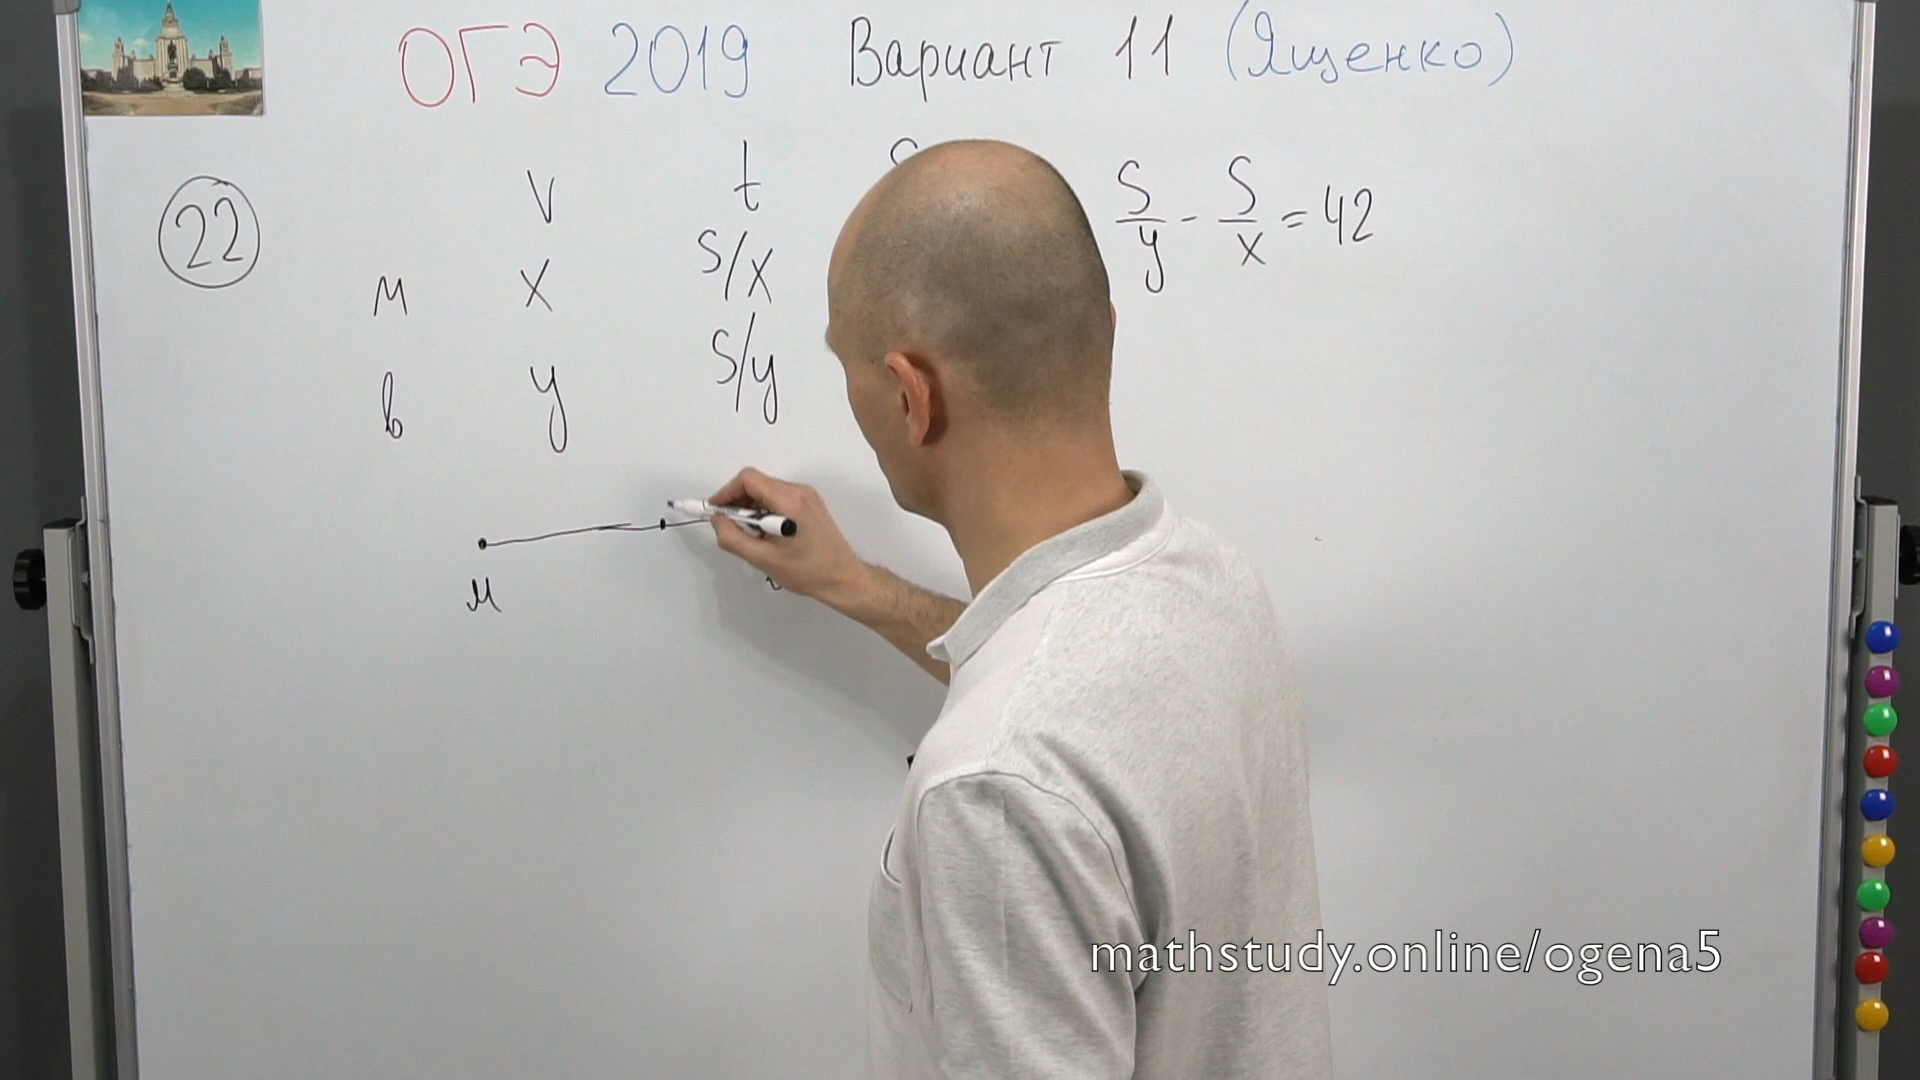 ОГЭ 2019 Вариант 11 (Ященко)
22
V t S
м x S/x
в y S/y
S/y - S/x = 42
м
mathstudy.online/ogena5